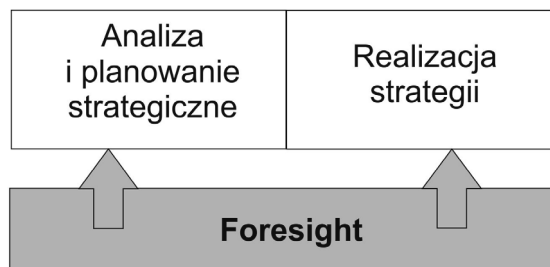 Analiza
i planowanie
strategiczne
Realizacja
strategii
Foresight